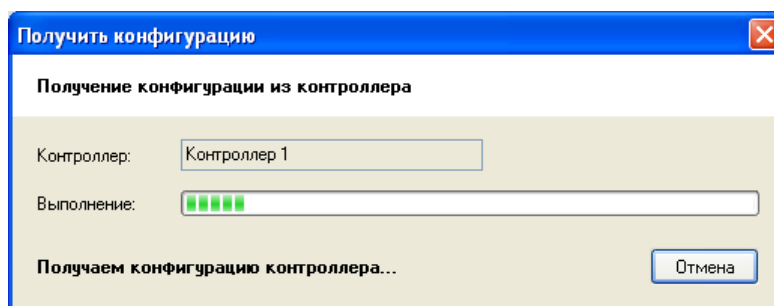 Получить конфигурацию
Получение конфигурации из контроллера
Контроллер: Контроллер 1
Выполнение:
Получаем конфигурацию контроллера... Отмена